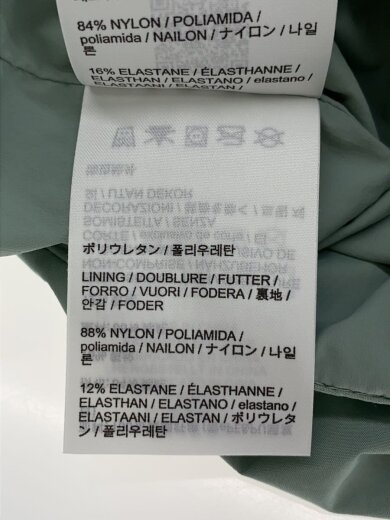 84% NYLON / POLIAMIDA /
poliamida / NAILON / ナイロン / 나일
론
16% ELASTANE / ÉLASTHANNE /
ELASTHAN / ELASTANO / elastano /
ELASTAANI / ELASTAN /
ポリウレタン / 폴리우레탄
LINING / DOUBLURE / FUTTER /
FORRO / VUORI / FODERA / 裏地 /
안감 / FODER
88% NYLON / POLIAMIDA /
poliamida / NAILON / ナイロン / 나일
론
12% ELASTANE / ÉLASTHANNE /
ELASTHAN / ELASTANO / elastano /
ELASTAANI / ELASTAN / ポリウレタ
ン / 폴리우레탄